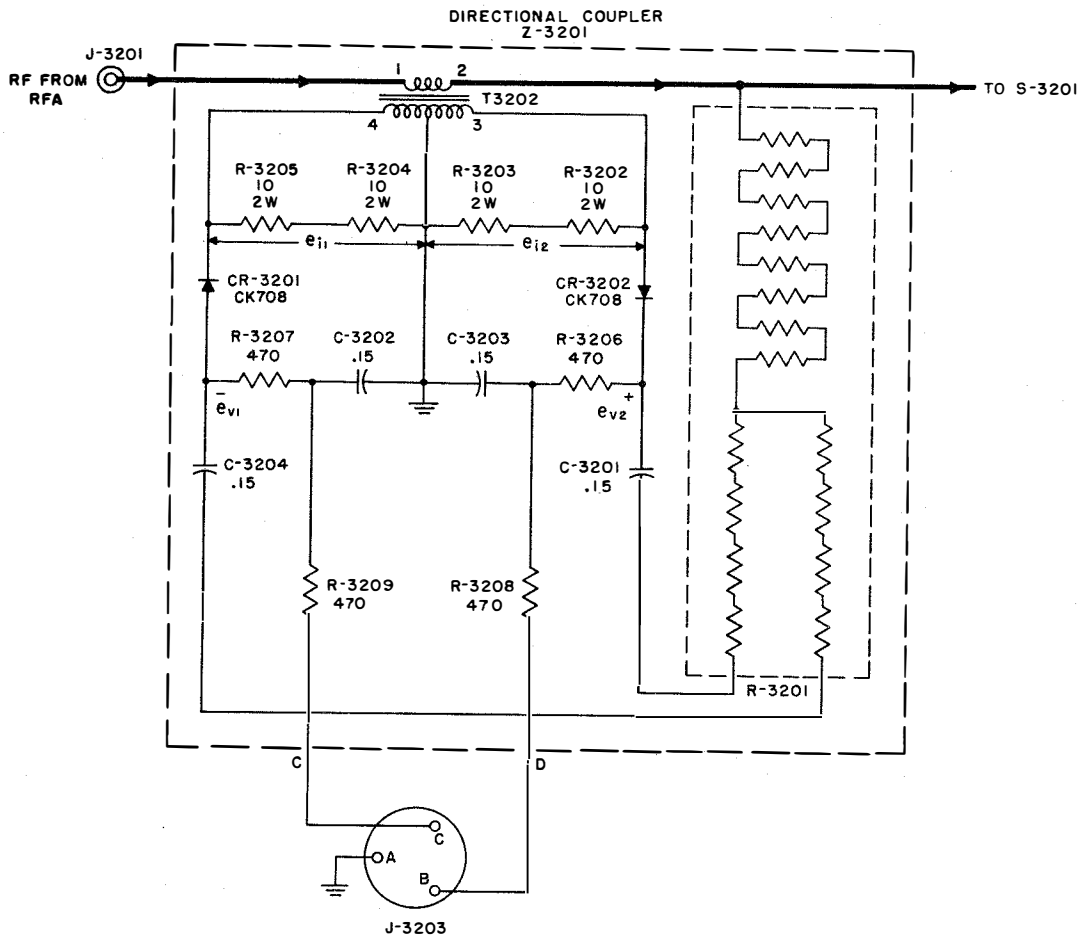 DIRECTIONAL COUPLER
Z-3201
J-3201
RF FROM
RFA
1
2
TO S-3201
T3202
4
3
R-3205
10
2W
R-3204
10
2W
R-3203
10
2W
R-3202
10
2W
ei1
ei2
CR-3201
CK708
CR-3202
CK708
R-3207
470
C-3202
.15
C-3203
.15
R-3206
470
−
ev1
+
ev2
C-3204
.15
C-3201
.15
R-3209
470
R-3208
470
R-3201
C
D
C
A
B
J-3203